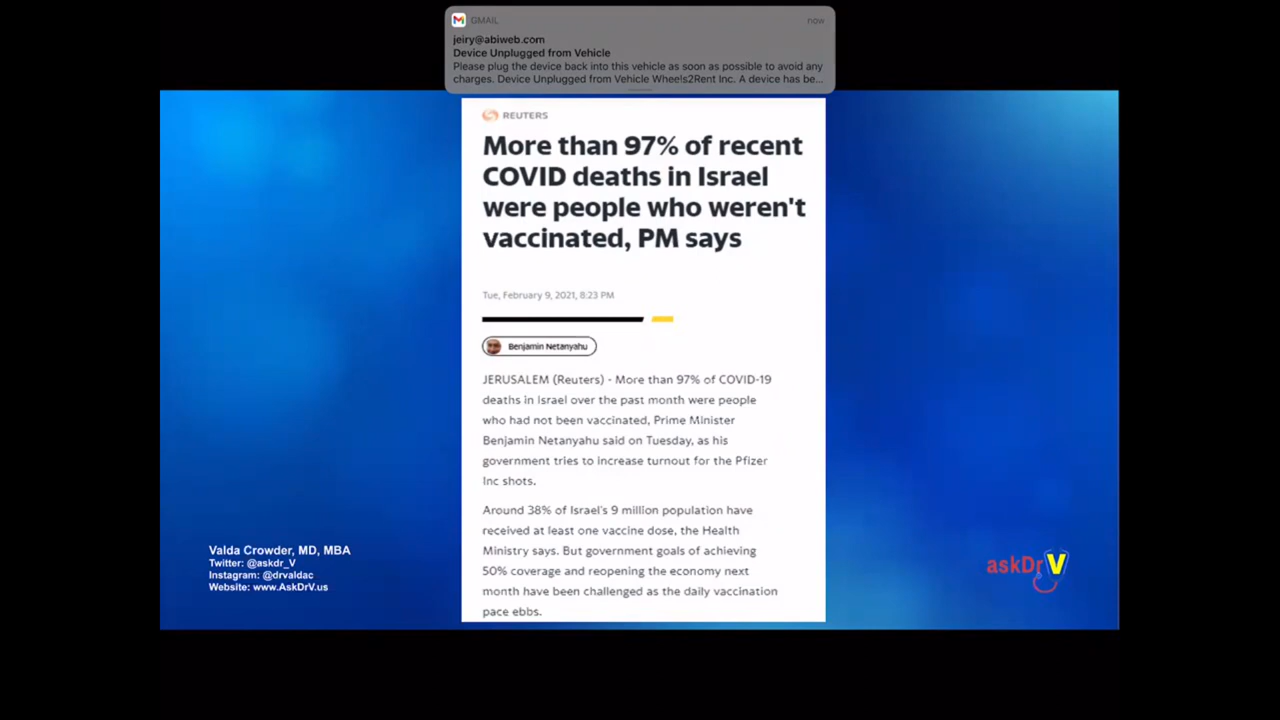 GMAIL
now
jeiry@abiweb.com
Device Unplugged from Vehicle
Please plug the device back into this vehicle as soon as possible to avoid any
charges. Device Unplugged from Vehicle Wheels2Rent Inc. A device has be...
REUTERS
More than 97% of recent
COVID deaths in Israel
were people who weren't
vaccinated, PM says
Tue, February 9, 2021, 8:23 PM
Benjamin Netanyahu
JERUSALEM (Reuters) - More than 97% of COVID-19
deaths in Israel over the past month were people
who had not been vaccinated, Prime Minister
Benjamin Netanyahu said on Tuesday, as his
government tries to increase turnout for the Pfizer
Inc shots.
Around 38% of Israel's 9 million population have
received at least one vaccine dose, the Health
Ministry says. But government goals of achieving
50% coverage and reopening the economy next
month have been challenged as the daily vaccination
pace ebbs.
Valda Crowder, MD, MBA
Twitter: @askdr_V
Instagram: @drvaldac
Website: www.AskDrV.us
askDrV